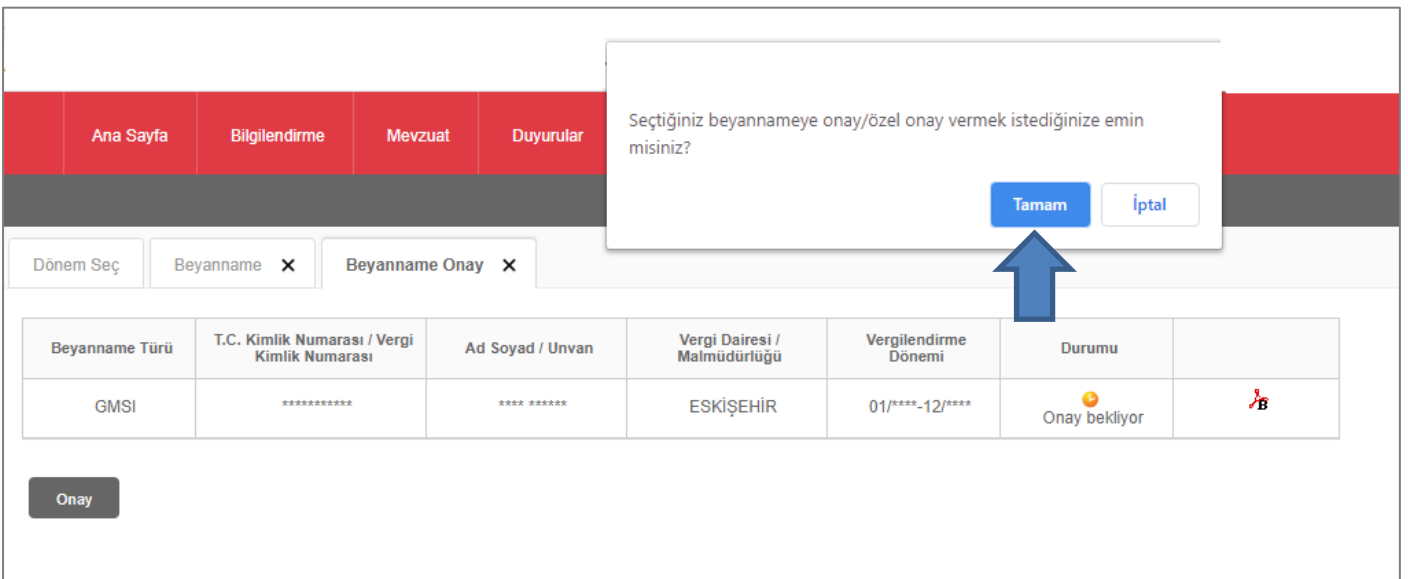 Seçtiğiniz beyannameye onay/özel onay vermek istediğinize emin
misiniz?
Tamam
İptal
Ana Sayfa
Bilgilendirme
Mevzuat
Duyurular
Dönem Seç
Beyanname X
Beyanname Onay X
Beyanname Türü
T.C. Kimlik Numarası / Vergi
Kimlik Numarası
Ad Soyad / Unvan
Vergi Dairesi /
Malmüdürlüğü
Vergilendirme
Dönemi
Durumu
GMSI
***********
**** ******
ESKİŞEHİR
01/****-12/****
Onay bekliyor
B
Onay